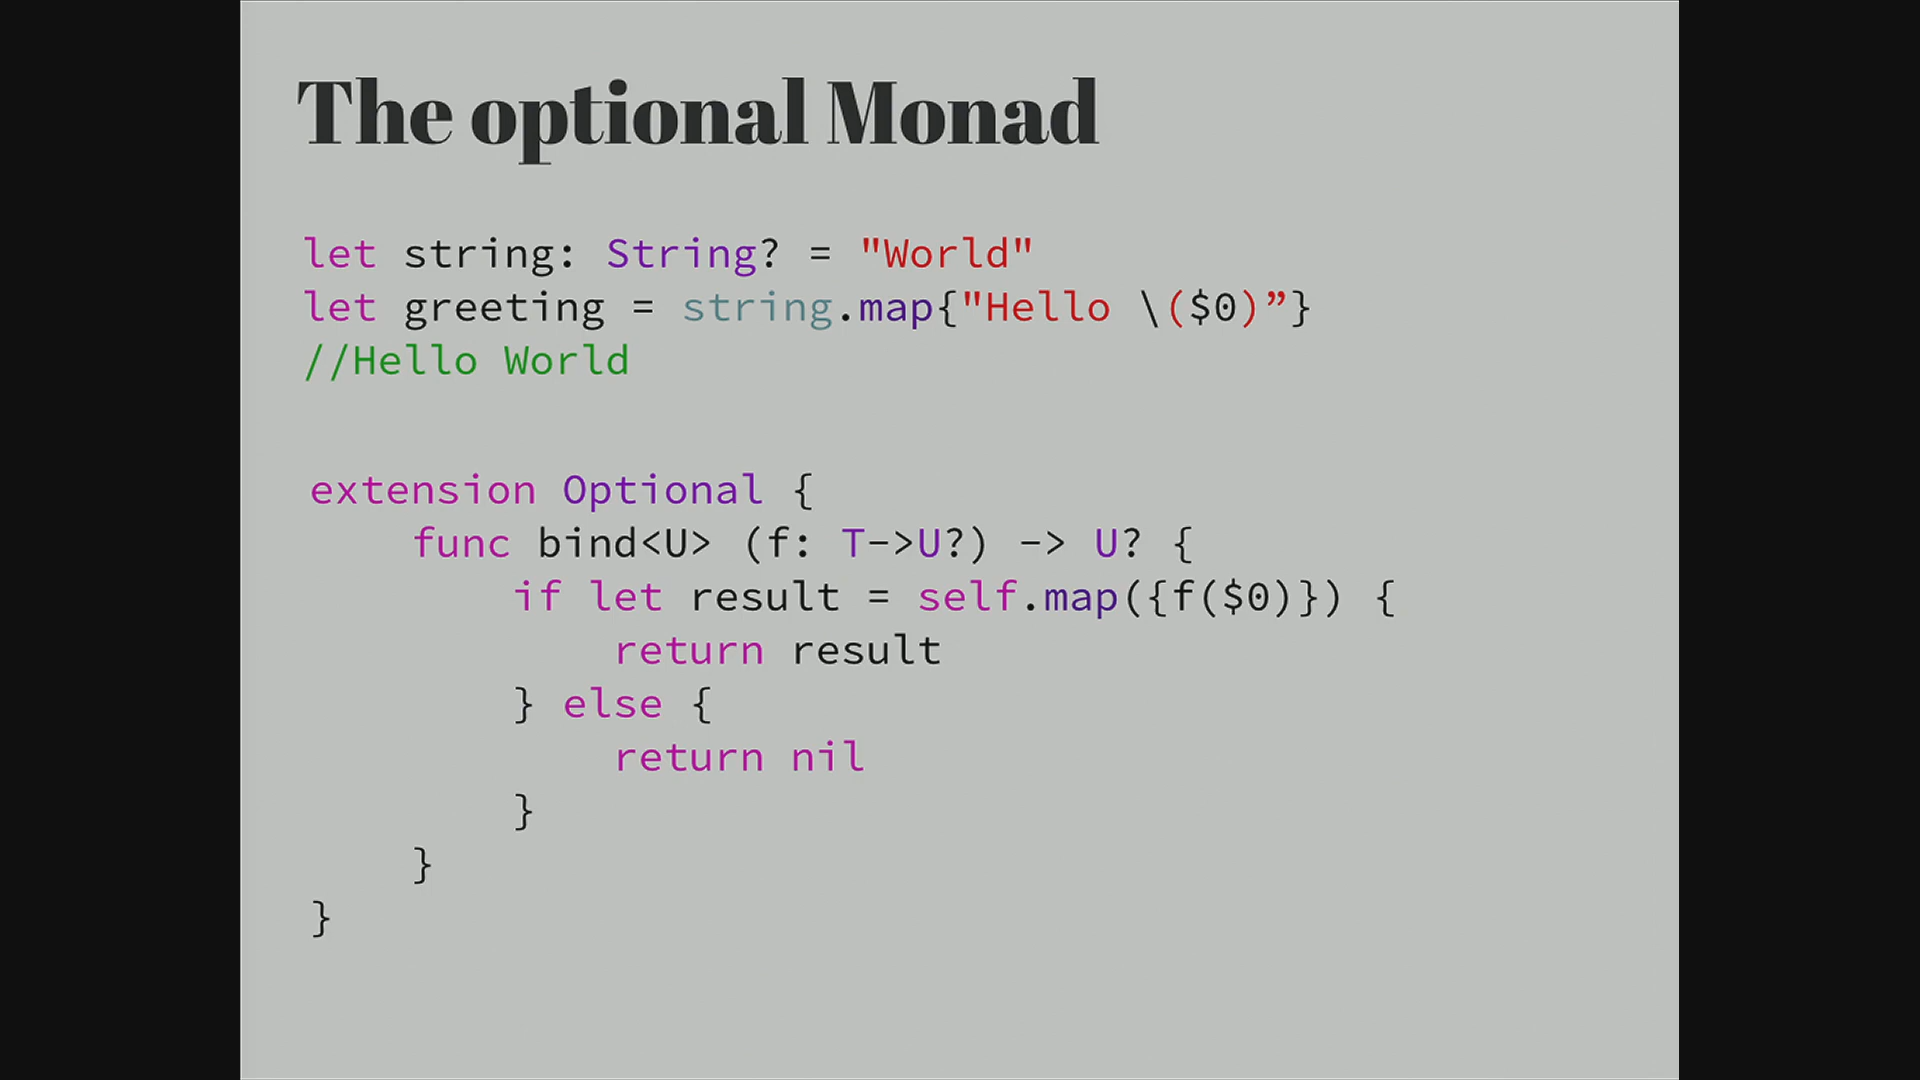 The optional Monad
let string: String? = "World"
let greeting = string.map{"Hello \($0)”}
//Hello World
extension Optional {
func bind<U> (f: T->U?) -> U? {
if let result = self.map({f($0)}) {
return result
} else {
return nil
}
}
}